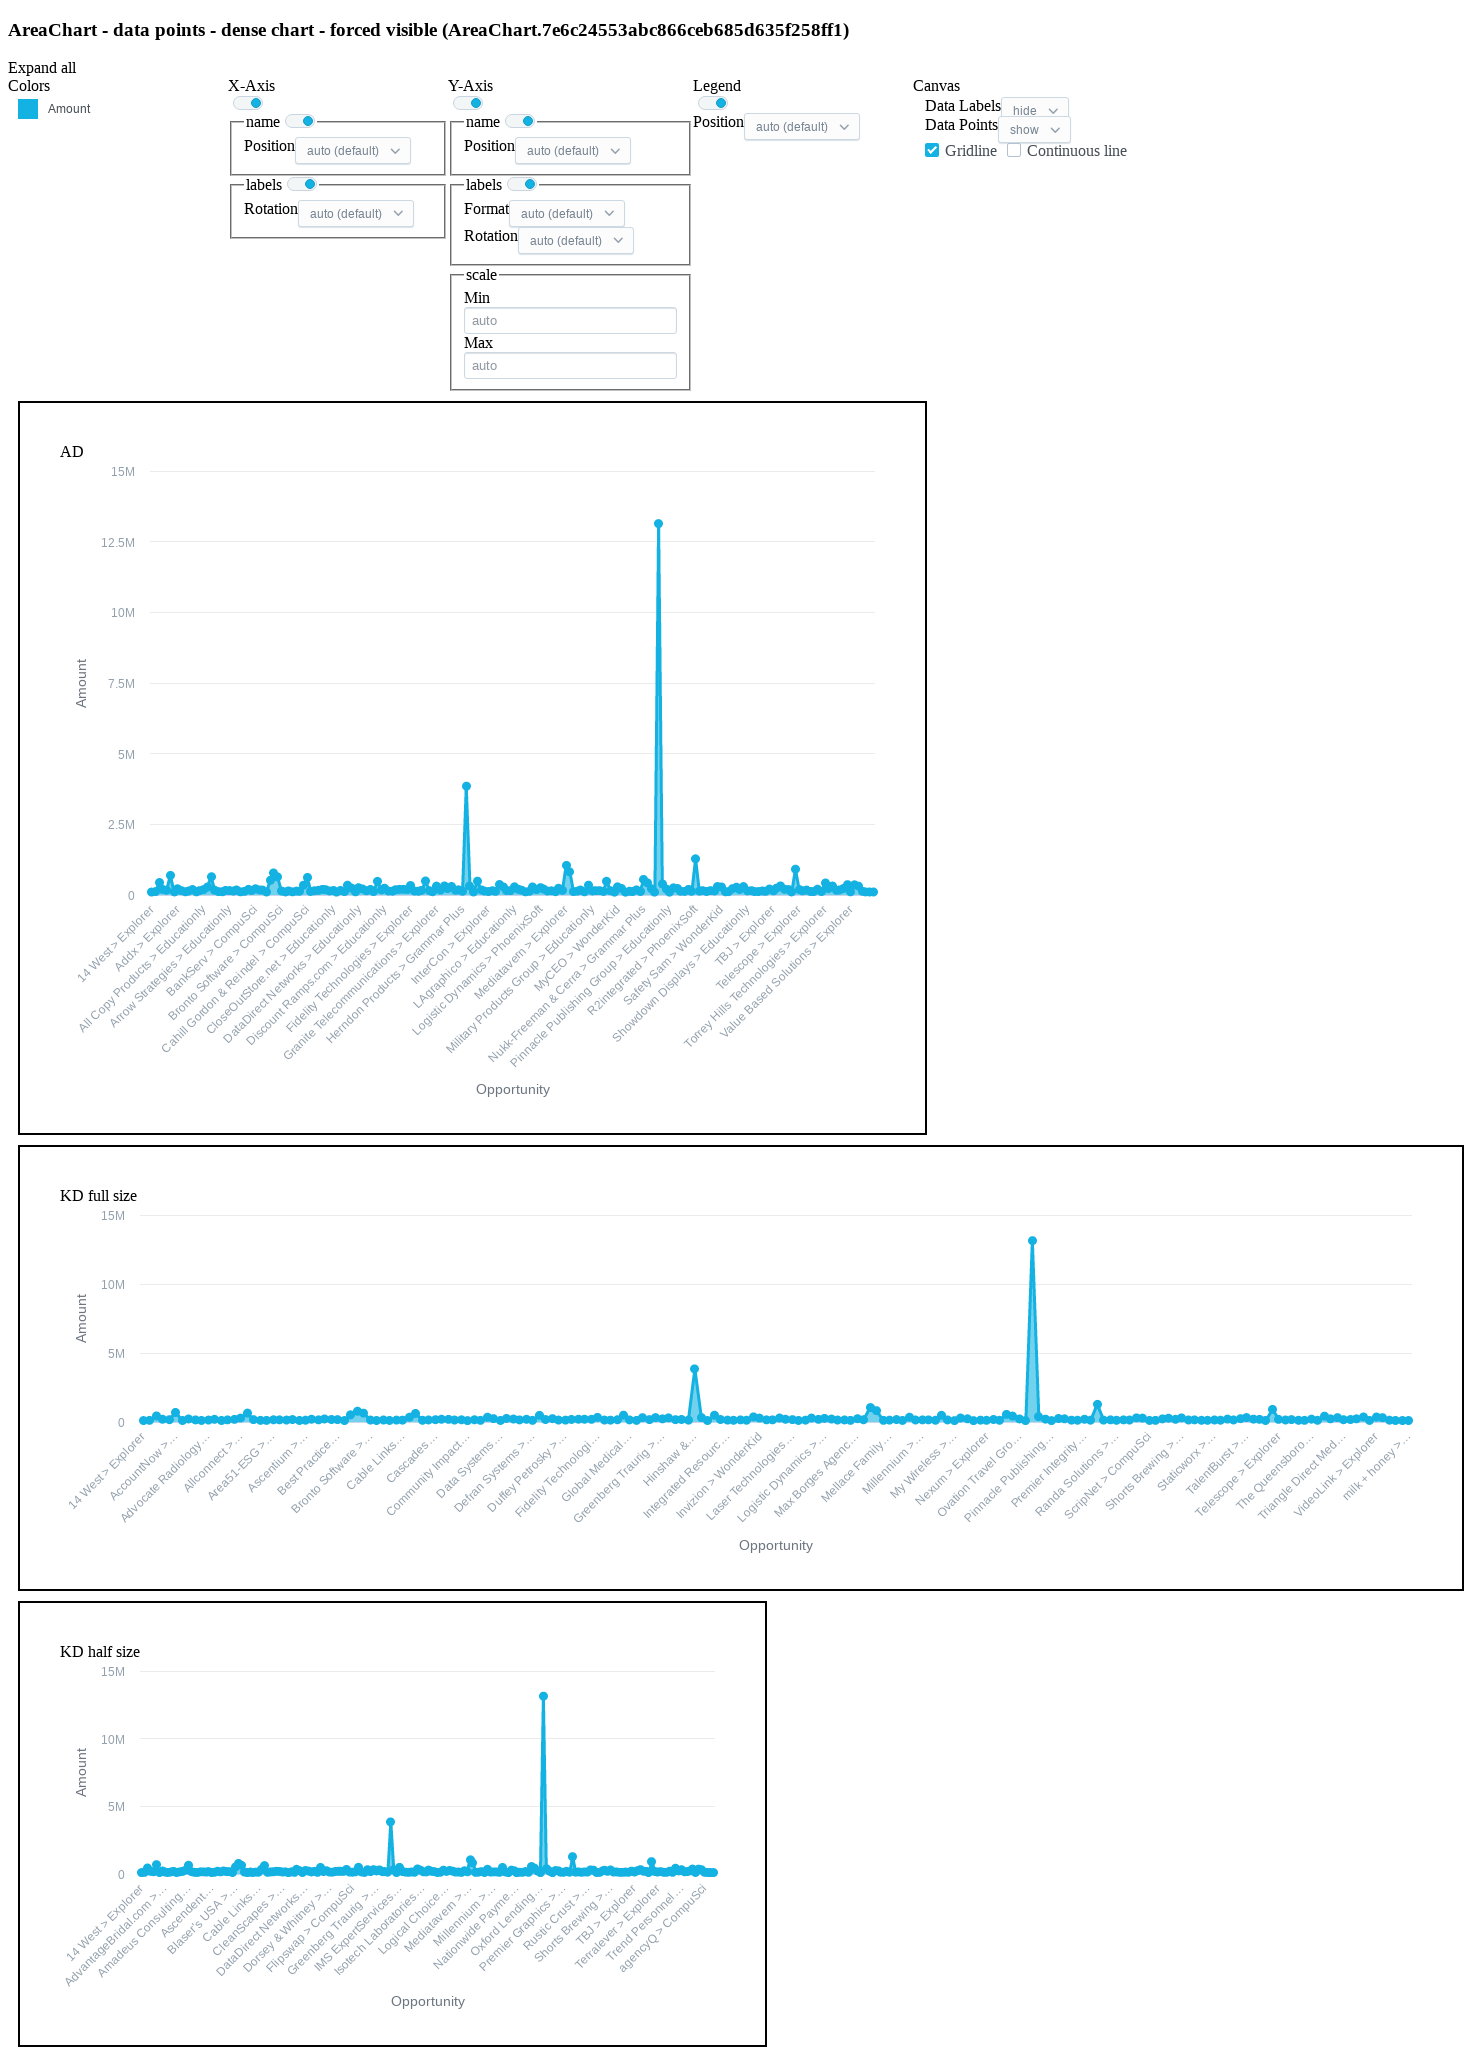 AreaChart - data points - dense chart - forced visible (AreaChart.7e6c24553abc866ceb685d635f258ff1)
Expand all
Colors
Amount
X-Axis
name
Position auto (default)
labels
Rotation auto (default)
Y-Axis
name
Position auto (default)
labels
Format auto (default)
Rotation auto (default)
scale
Min
auto
Max
auto
Legend
Position auto (default)
Canvas
Data Labels hide
Data Points show
Gridline Continuous line
AD
15M
12.5M
10M
7.5M
5M
2.5M
0
Amount
14 West > Explorer
Addx > Explorer
All Copy Products > Educationly
Arrow Strategies > Educationly
BankServ > CompuSci
Bronto Software > CompuSci
Cahill Gordon & Reindel > CompuSci
CloseOutStore.net > Educationly
DataDirect Networks > Educationly
Discount Ramps.com > Educationly
Fidelity Technologies > Explorer
Granite Telecommunications > Explorer
Herndon Products > Grammar Plus
InterCon > Explorer
LAgraphico > Educationly
Logistic Dynamics > PhoenixSoft
Mediatavem > Explorer
Military Products Group > Educationly
MyCEO > WonderKid
Nukk-Freeman & Cerra > Grammar Plus
Pinnacle Publishing Group > Educationly
R2integrated > PhoenixSoft
Safety Sam > WonderKid
Showdown Displays > Educationly
TBJ > Explorer
Telescope > Explorer
Torrey Hills Technologies > Explorer
Value Based Solutions > Explorer
Opportunity
KD full size
15M
10M
5M
0
Amount
14 West > Explorer
AccountNow >…
Advocate Radiology…
Allconnect >…
Area51-ESG >…
Ascentium >…
Best Practice…
Bronto Software >…
Cable Links…
Cascades…
Community Impact…
Data Systems…
Defran Systems >…
Duffey Petrosky >…
Fidelity Technologi…
Global Medical…
Greenberg Traurig >…
Hinshaw &…
Integrated Resourc…
Invizion > WonderKid
Laser Technologies…
Logistic Dynamics >…
Max Borges Agenc…
Mellace Family…
Millennium >…
My Wireless >…
Nexum > Explorer
Ovation Travel Gro…
Pinnacle Publishing…
Premier Integrity…
Randa Solutions >…
ScripNet > CompuSci
Shorts Brewing >…
Staticworx >…
TalentBurst >…
Telescope > Explorer
The Queensboro…
Triangle Direct Med…
VideoLink > Explorer
milk + honey >…
Opportunity
KD half size
15M
10M
5M
0
Amount
14 West > Explorer
AdvantageBridal.com >…
Amadeus Consulting…
Ascendent…
Blaser's USA >…
Cable Links…
CleanScapes >…
DataDirect Networks…
Dorsey & Whitney >…
Flipswap > CompuSci
Greenberg Traurig >…
IMS ExpertServices…
Isotech Laboratories…
Logical Choice…
Mediatavem >…
Millennium >…
Nationwide Payme…
Oxford Lending…
Premier Graphics >…
Rustic Crust >…
Shorts Brewing >…
TBJ > Explorer
Terralever > Explorer
Trend Personnel…
agencyQ > CompuSci
Opportunity